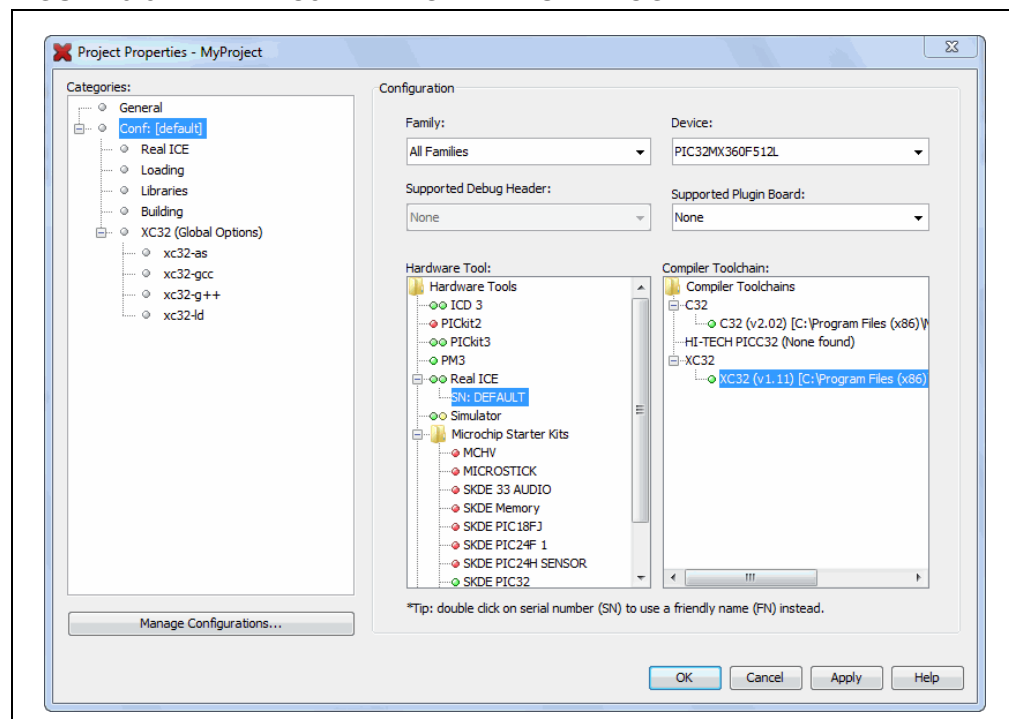 Project Properties - MyProject
Categories:
General
Conf: [default]
Real ICE
Loading
Libraries
Building
XC32 (Global Options)
xc32-as
xc32-gcc
xc32-g++
xc32-ld
Manage Configurations...
Configuration
Family:
Device:
All Families
PIC32MX360F512L
Supported Debug Header:
Supported Plugin Board:
None
None
Hardware Tool:
Hardware Tools
ICD 3
PICkit2
PICkit3
PM3
Real ICE
SN: DEFAULT
Simulator
Microchip Starter Kits
MCHV
MICROSTICK
SKDE 33 AUDIO
SKDE Memory
SKDE PIC18FJ
SKDE PIC24F 1
SKDE PIC24H SENSOR
SKDE PIC32
Compiler Toolchain:
Compiler Toolchains
C32
C32 (v2.02) [C:\Program Files (x86)\
HI-TECH PICC32 (None found)
XC32
XC32 (v1.11) [C:\Program Files (x86)
*Tip: double click on serial number (SN) to use a friendly name (FN) instead.
OK
Cancel
Apply
Help